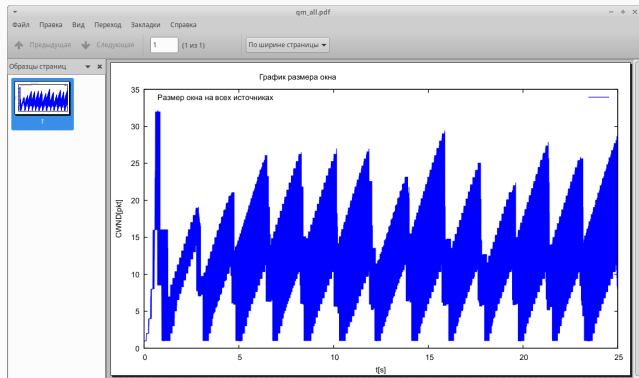 qm_all.pdf
Файл Правка Вид Переход Закладки Справка
Предыдущая Следующая 1 (1 из 1) По ширине страницы
Образцы страниц
1
График размера окна
Размер окна на всех источниках
CWND[pkt]
35
30
25
20
15
10
5
0
0 5 10 15 20 25
t[s]